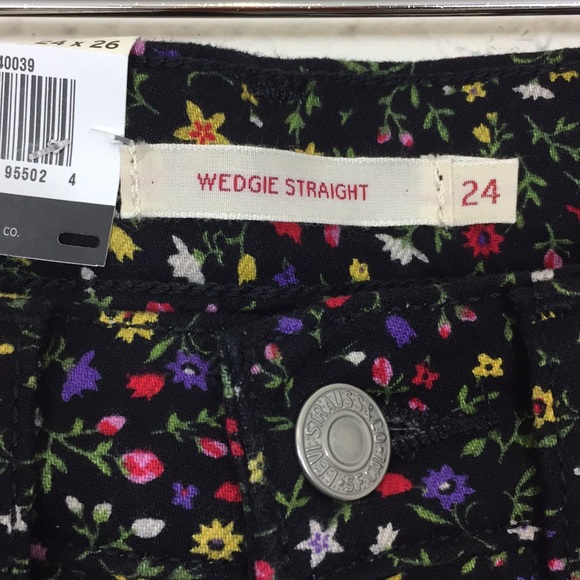 24 x 26
40039
95502 4
CO.
WEDGIE STRAIGHT
24
LEVI STRAUSS & CO
S.F.